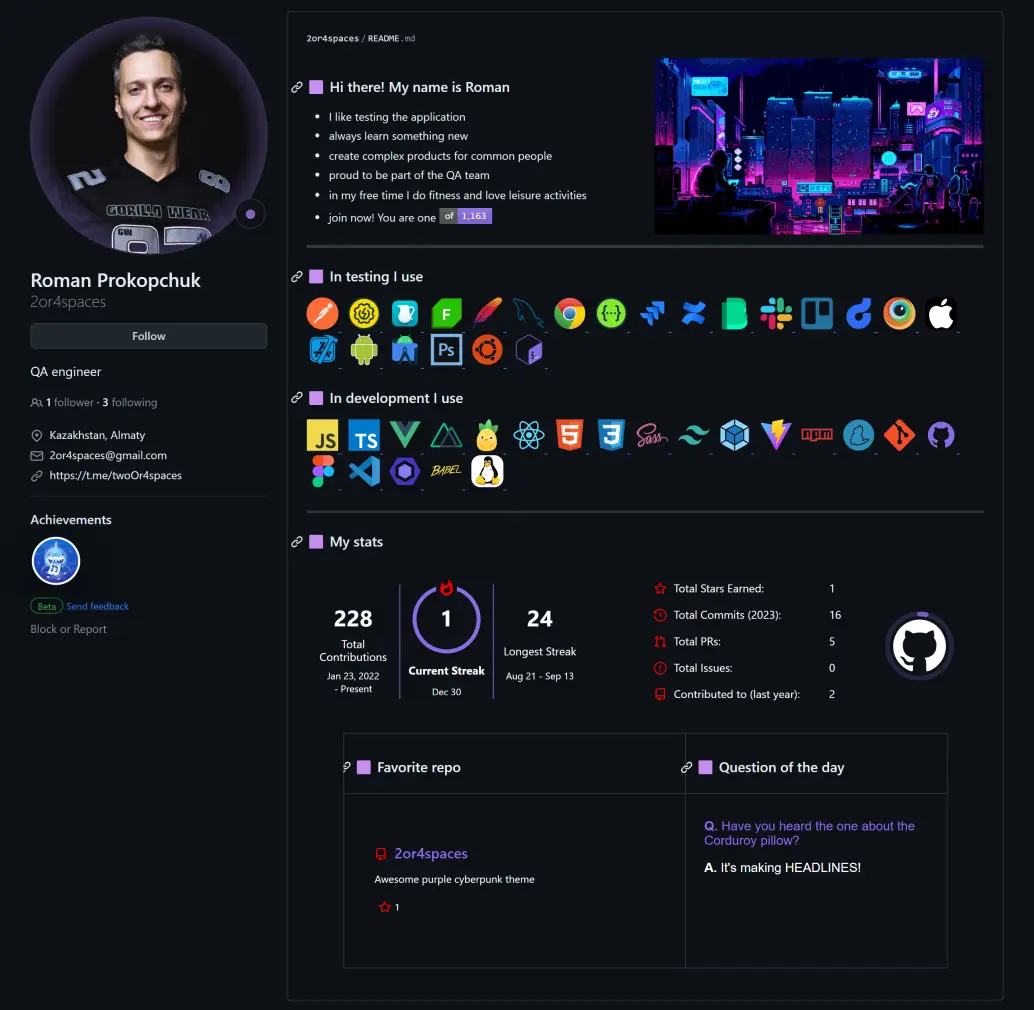 GORILLA WEAR
GW
Roman Prokopchuk
2or4spaces
Follow
QA engineer
1 follower · 3 following
Kazakhstan, Almaty
2or4spaces@gmail.com
https://t.me/twoOr4spaces
Achievements
Beta Send feedback
Block or Report
2or4spaces / README.md
Hi there! My name is Roman
I like testing the application
always learn something new
create complex products for common people
proud to be part of the QA team
in my free time I do fitness and love leisure activities
join now! You are one of 1,163
In testing I use
F
Ps
In development I use
JS TS
Sass
npm
BABEL
My stats
228
Total
Contributions
Jan 23, 2022
- Present
1
Current Streak
Dec 30
24
Longest Streak
Aug 21 - Sep 13
Total Stars Earned: 1
Total Commits (2023): 16
Total PRs: 5
Total Issues: 0
Contributed to (last year): 2
Favorite repo
2or4spaces
Awesome purple cyberpunk theme
1
Question of the day
Q. Have you heard the one about the
Corduroy pillow?
A. It's making HEADLINES!